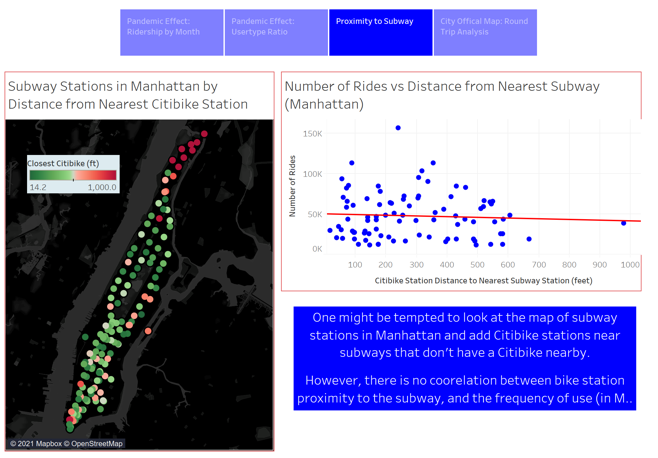 Pandemic Effect:
Ridership by Month
Pandemic Effect:
Usertype Ratio
Proximity to Subway
City Offical Map: Round
Trip Analysis
Subway Stations in Manhattan by
Distance from Nearest Citibike Station
Closest Citibike (ft)
14.2 1,000.0
© 2021 Mapbox © OpenStreetMap
Number of Rides vs Distance from Nearest Subway
(Manhattan)
Number of Rides
150K
100K
50K
0K
100 200 300 400 500 600 700 800 900 1000
Citibike Station Distance to Nearest Subway Station (feet)
One might be tempted to look at the map of subway
stations in Manhattan and add Citibike stations near
subways that don't have a Citibike nearby.
However, there is no coorelation between bike station
proximity to the subway, and the frequency of use (in M..